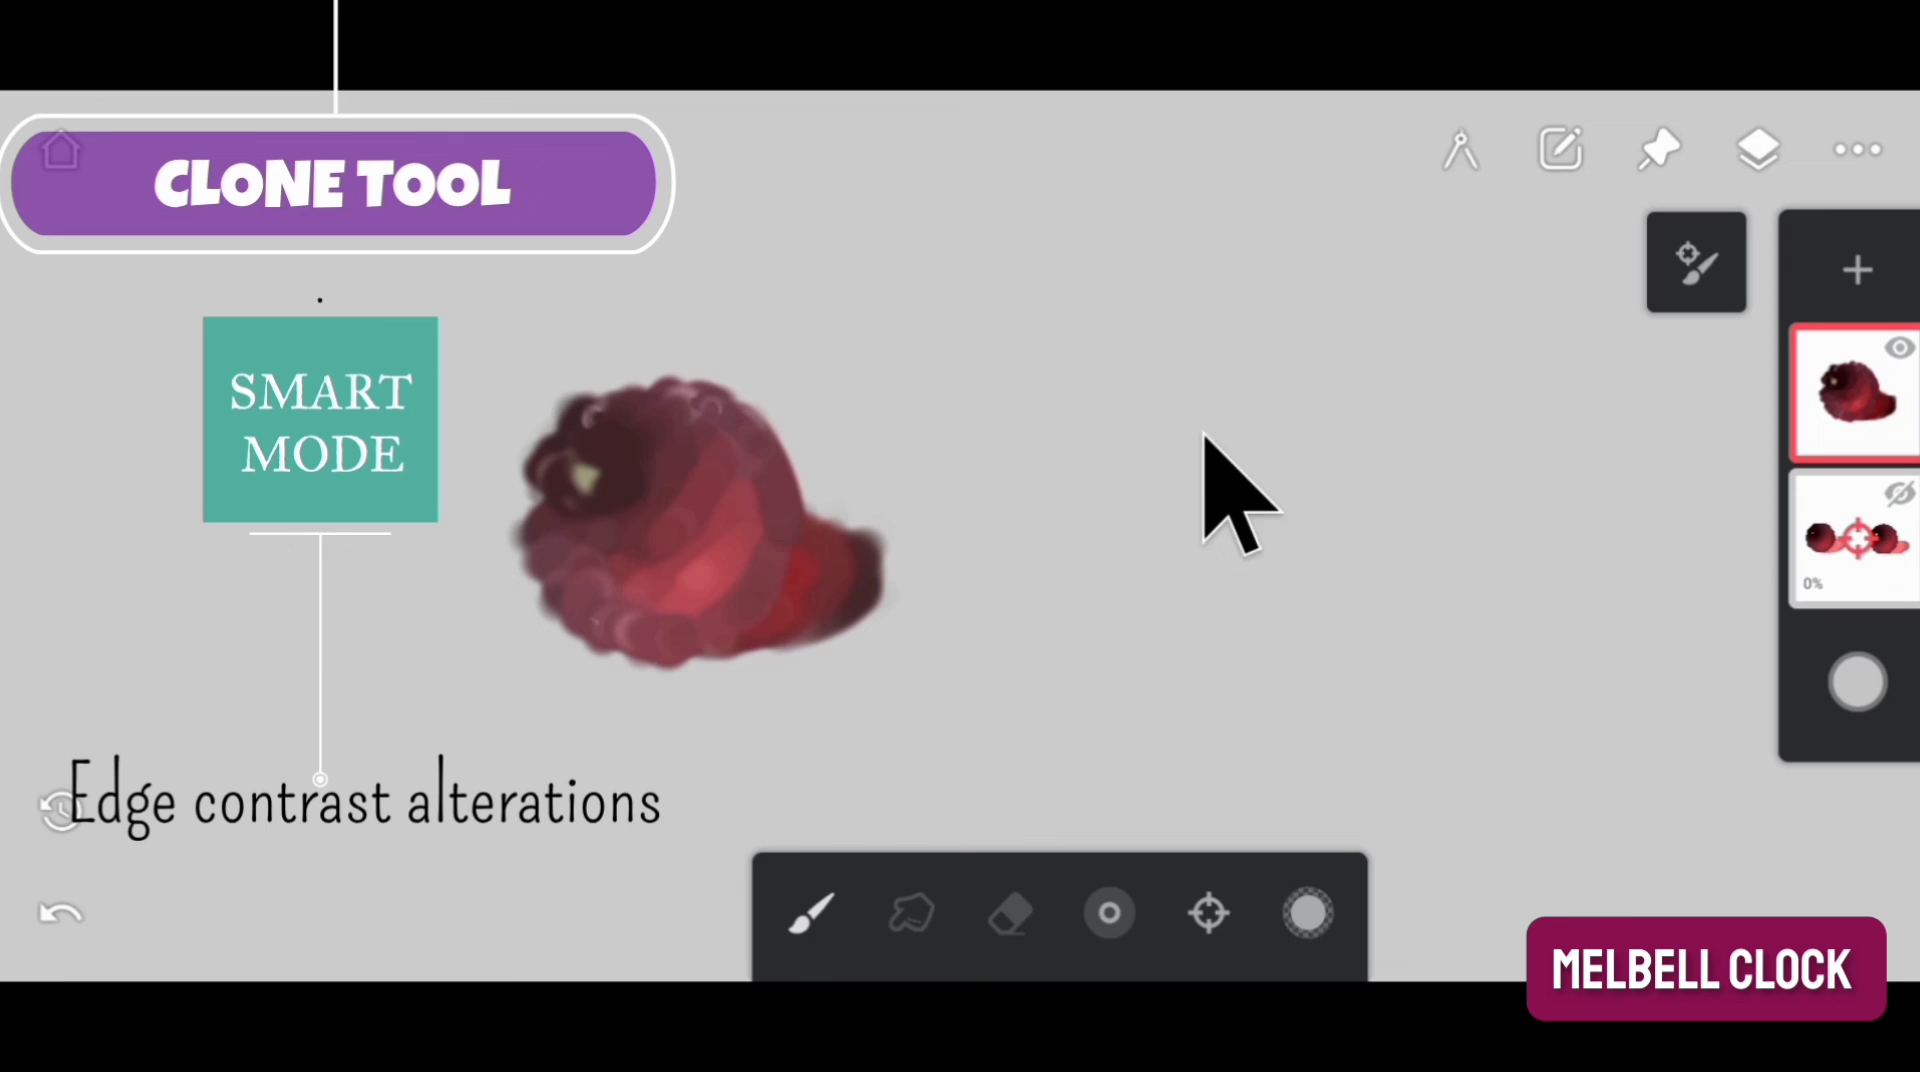 CLONE TOOL
SMART
MODE
0%
Edge contrast alterations
MELBELL CLOCK